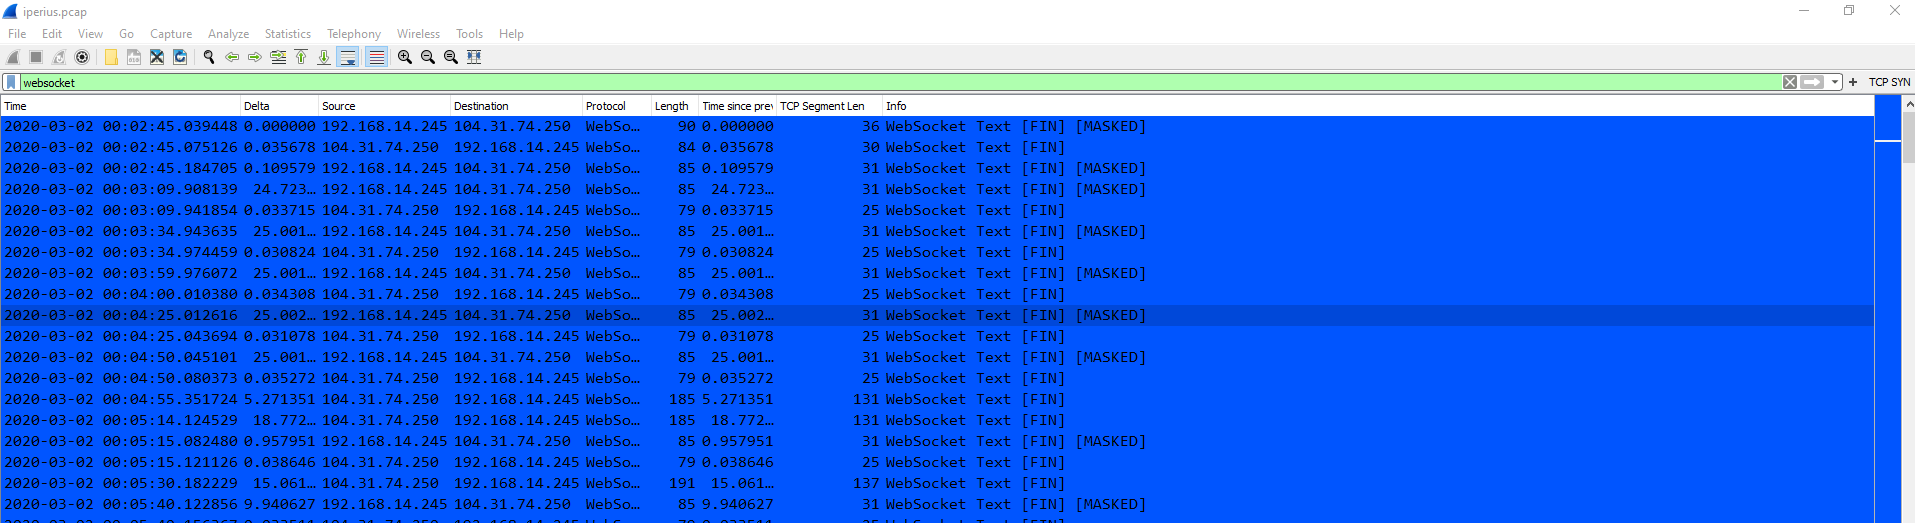 iperius.pcap
File Edit View Go Capture Analyze Statistics Telephony Wireless Tools Help
websocket + TCP SYN
Time Delta Source Destination Protocol Length Time since prev TCP Segment Len Info
2020-03-02 00:02:45.039448 0.000000 192.168.14.245 104.31.74.250 WebSo… 90 0.000000 36 WebSocket Text [FIN] [MASKED]
2020-03-02 00:02:45.075126 0.035678 104.31.74.250 192.168.14.245 WebSo… 84 0.035678 30 WebSocket Text [FIN]
2020-03-02 00:02:45.184705 0.109579 192.168.14.245 104.31.74.250 WebSo… 85 0.109579 31 WebSocket Text [FIN] [MASKED]
2020-03-02 00:03:09.908139 24.723… 192.168.14.245 104.31.74.250 WebSo… 85 24.723… 31 WebSocket Text [FIN] [MASKED]
2020-03-02 00:03:09.941854 0.033715 104.31.74.250 192.168.14.245 WebSo… 79 0.033715 25 WebSocket Text [FIN]
2020-03-02 00:03:34.943635 25.001… 192.168.14.245 104.31.74.250 WebSo… 85 25.001… 31 WebSocket Text [FIN] [MASKED]
2020-03-02 00:03:34.974459 0.030824 104.31.74.250 192.168.14.245 WebSo… 79 0.030824 25 WebSocket Text [FIN]
2020-03-02 00:03:59.976072 25.001… 192.168.14.245 104.31.74.250 WebSo… 85 25.001… 31 WebSocket Text [FIN] [MASKED]
2020-03-02 00:04:00.010380 0.034308 104.31.74.250 192.168.14.245 WebSo… 79 0.034308 25 WebSocket Text [FIN]
2020-03-02 00:04:25.012616 25.002… 192.168.14.245 104.31.74.250 WebSo… 85 25.002… 31 WebSocket Text [FIN] [MASKED]
2020-03-02 00:04:25.043694 0.031078 104.31.74.250 192.168.14.245 WebSo… 79 0.031078 25 WebSocket Text [FIN]
2020-03-02 00:04:50.045101 25.001… 192.168.14.245 104.31.74.250 WebSo… 85 25.001… 31 WebSocket Text [FIN] [MASKED]
2020-03-02 00:04:50.080373 0.035272 104.31.74.250 192.168.14.245 WebSo… 79 0.035272 25 WebSocket Text [FIN]
2020-03-02 00:04:55.351724 5.271351 104.31.74.250 192.168.14.245 WebSo… 185 5.271351 131 WebSocket Text [FIN]
2020-03-02 00:05:14.124529 18.772… 104.31.74.250 192.168.14.245 WebSo… 185 18.772… 131 WebSocket Text [FIN]
2020-03-02 00:05:15.082480 0.957951 192.168.14.245 104.31.74.250 WebSo… 85 0.957951 31 WebSocket Text [FIN] [MASKED]
2020-03-02 00:05:15.121126 0.038646 104.31.74.250 192.168.14.245 WebSo… 79 0.038646 25 WebSocket Text [FIN]
2020-03-02 00:05:30.182229 15.061… 104.31.74.250 192.168.14.245 WebSo… 191 15.061… 137 WebSocket Text [FIN]
2020-03-02 00:05:40.122856 9.940627 192.168.14.245 104.31.74.250 WebSo… 85 9.940627 31 WebSocket Text [FIN] [MASKED]